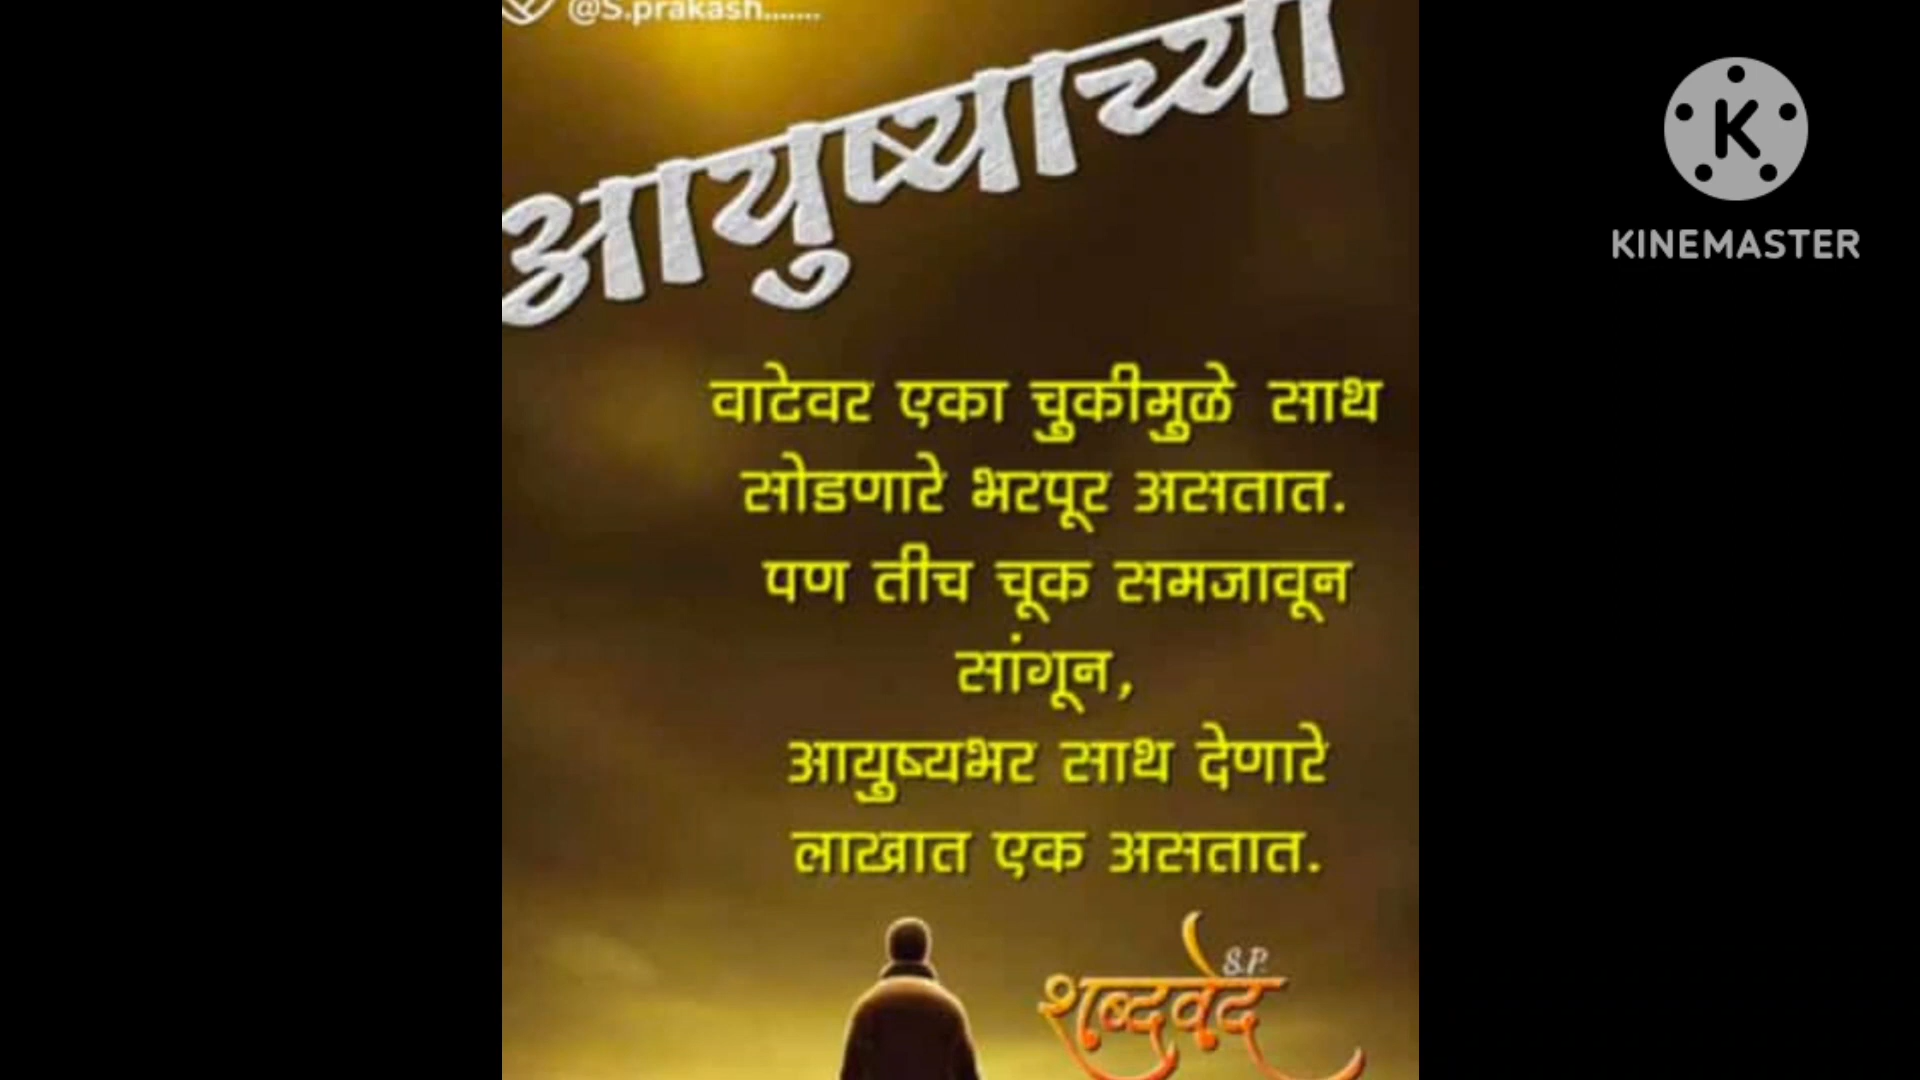 @S.prakash.......
आयुष्याच्या
वाटेवर एका चुकीमुळे साथ
सोडणारे भरपूर असतात.
पण तीच चूक समजावून
सांगून,
आयुष्यभर साथ देणारे
लाखात एक असतात.
S.P.
शब्दवेद
K
KINEMASTER